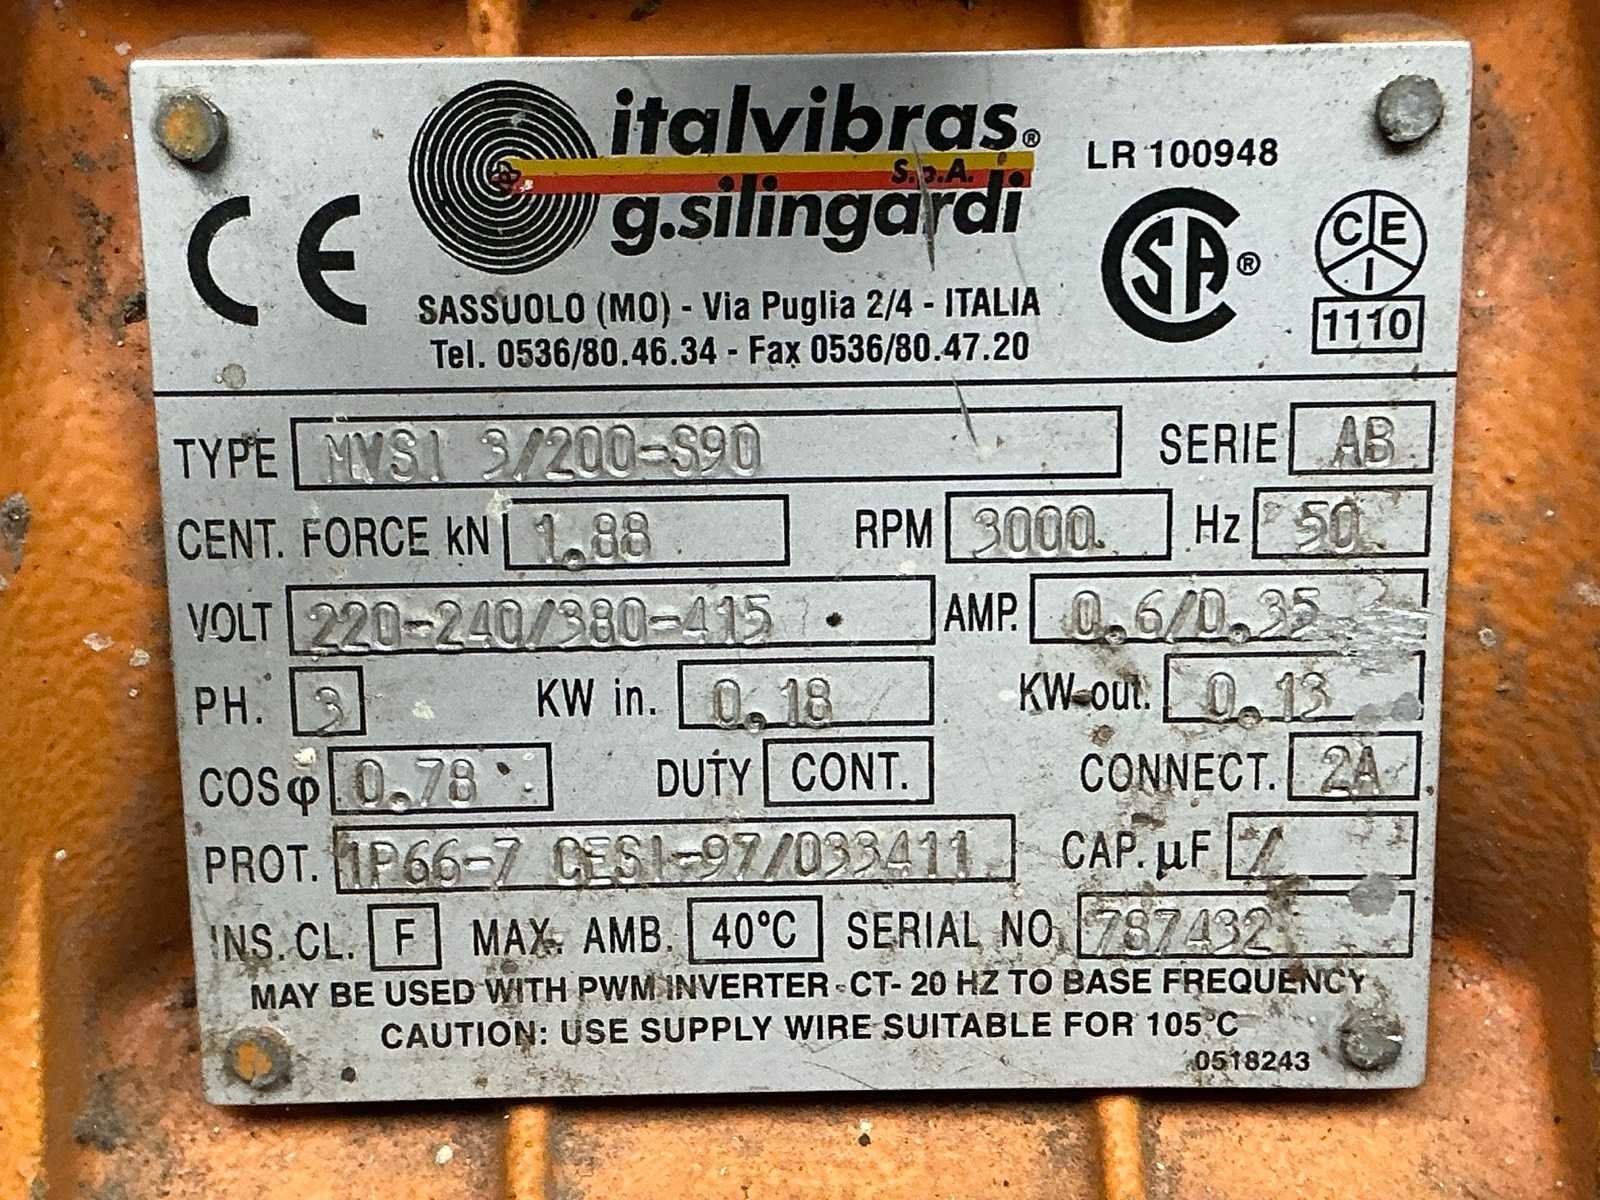 italvibras®
S.p.A.
g.silingardi
CE
LR 100948
CSA®
CEI
1110
SASSUOLO (MO) - Via Puglia 2/4 - ITALIA
Tel. 0536/80.46.34 - Fax 0536/80.47.20
TYPE MVSI 3/200-S90 SERIE AB
CENT. FORCE kN 1.88 RPM 3000 Hz 50
VOLT 220-240/380-415 AMP. 0.6/0.35
PH. 3 KW in. 0.18 KW out. 0.13
COSφ 0.78 DUTY CONT. CONNECT. 2A
PROT. IP66-7 CESI-97/033411 CAP. µF /
INS. CL. F MAX. AMB. 40°C SERIAL NO. 787432
MAY BE USED WITH PWM INVERTER -CT- 20 HZ TO BASE FREQUENCY
CAUTION: USE SUPPLY WIRE SUITABLE FOR 105°C
0518243